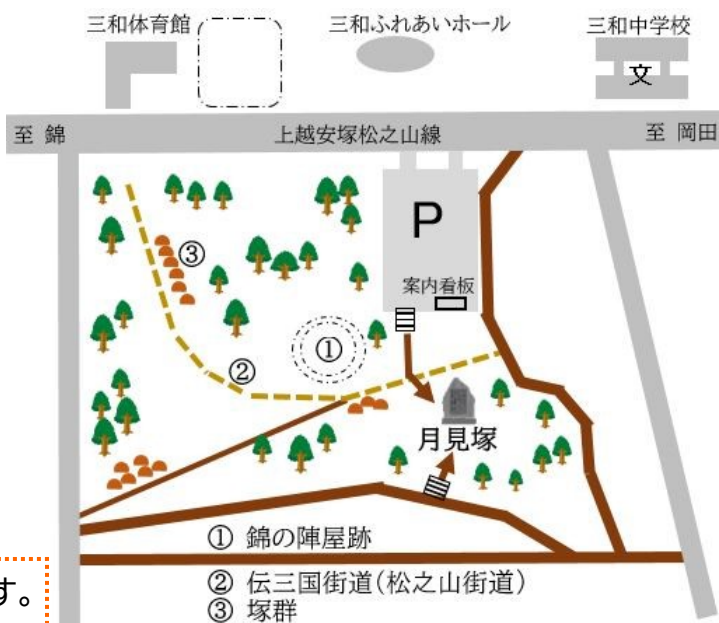 三和体育館
三和ふれあいホール
三和中学校
文
至 錦
上越安塚松之山線
至 岡田
P
案内看板
③
①
②
月見塚
① 錦の陣屋跡
② 伝三国街道(松之山街道)
③ 塚群
す。